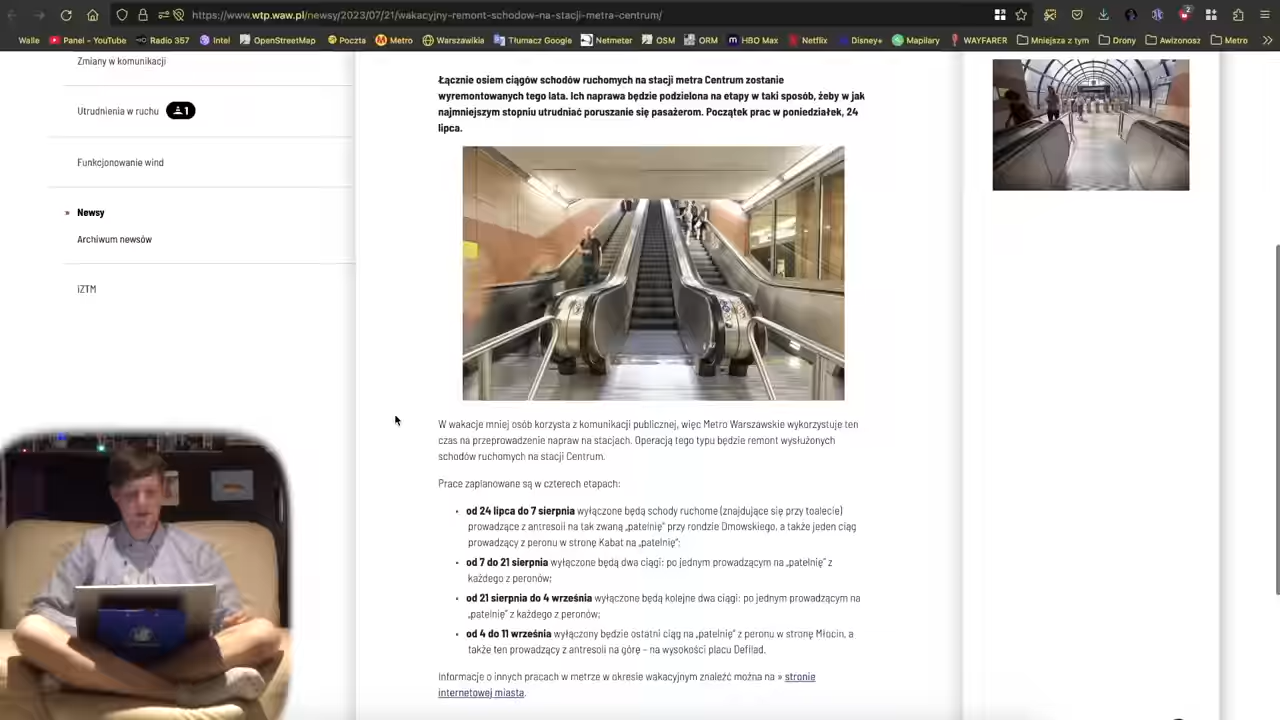 https://www.wtp.waw.pl/newsy/2023/07/21/wakacyjny-remont-schodow-na-stacji-metra-centrum/
2
Walle
Panel - YouTube
Radio 357
Intel
OpenStreetMap
Poczta
Metro
Warszawikia
Tłumacz Google
Netmeter
OSM
ORM
HBO Max
Netflix
Disney+
Mapilary
WAYFARER
Mniejsza z tym
Drony
Awizonosz
Metro
Zmiany w komunikacji
Utrudnienia w ruchu
1
Funkcjonowanie wind
» Newsy
Archiwum newsów
iZTM
Łącznie osiem ciągów schodów ruchomych na stacji metra Centrum zostanie
wyremontowanych tego lata. Ich naprawa będzie podzielona na etapy w taki sposób, żeby w jak
najmniejszym stopniu utrudniać poruszanie się pasażerom. Początek prac w poniedziałek, 24
lipca.
W wakacje mniej osób korzysta z komunikacji publicznej, więc Metro Warszawskie wykorzystuje ten
czas na przeprowadzenie napraw na stacjach. Operacją tego typu będzie remont wysłużonych
schodów ruchomych na stacji Centrum.
Prace zaplanowane są w czterech etapach:
• od 24 lipca do 7 sierpnia wyłączone będą schody ruchome (znajdujące się przy toalecie)
prowadzące z antresoli na tak zwaną „patelnię” przy rondzie Dmowskiego, a także jeden ciąg
prowadzący z peronu w stronę Kabat na „patelnię”;
• od 7 do 21 sierpnia wyłączone będą dwa ciągi: po jednym prowadzącym na „patelnię” z
każdego z peronów;
• od 21 sierpnia do 4 września wyłączone będą kolejne dwa ciągi: po jednym prowadzącym na
„patelnię” z każdego z peronów;
• od 4 do 11 września wyłączony będzie ostatni ciąg na „patelnię” z peronu w stronę Młocin, a
także ten prowadzący z antresoli na górę – na wysokości placu Defilad.
Informacje o innych pracach w metrze w okresie wakacyjnym znaleźć można na » stronie
internetowej miasta.